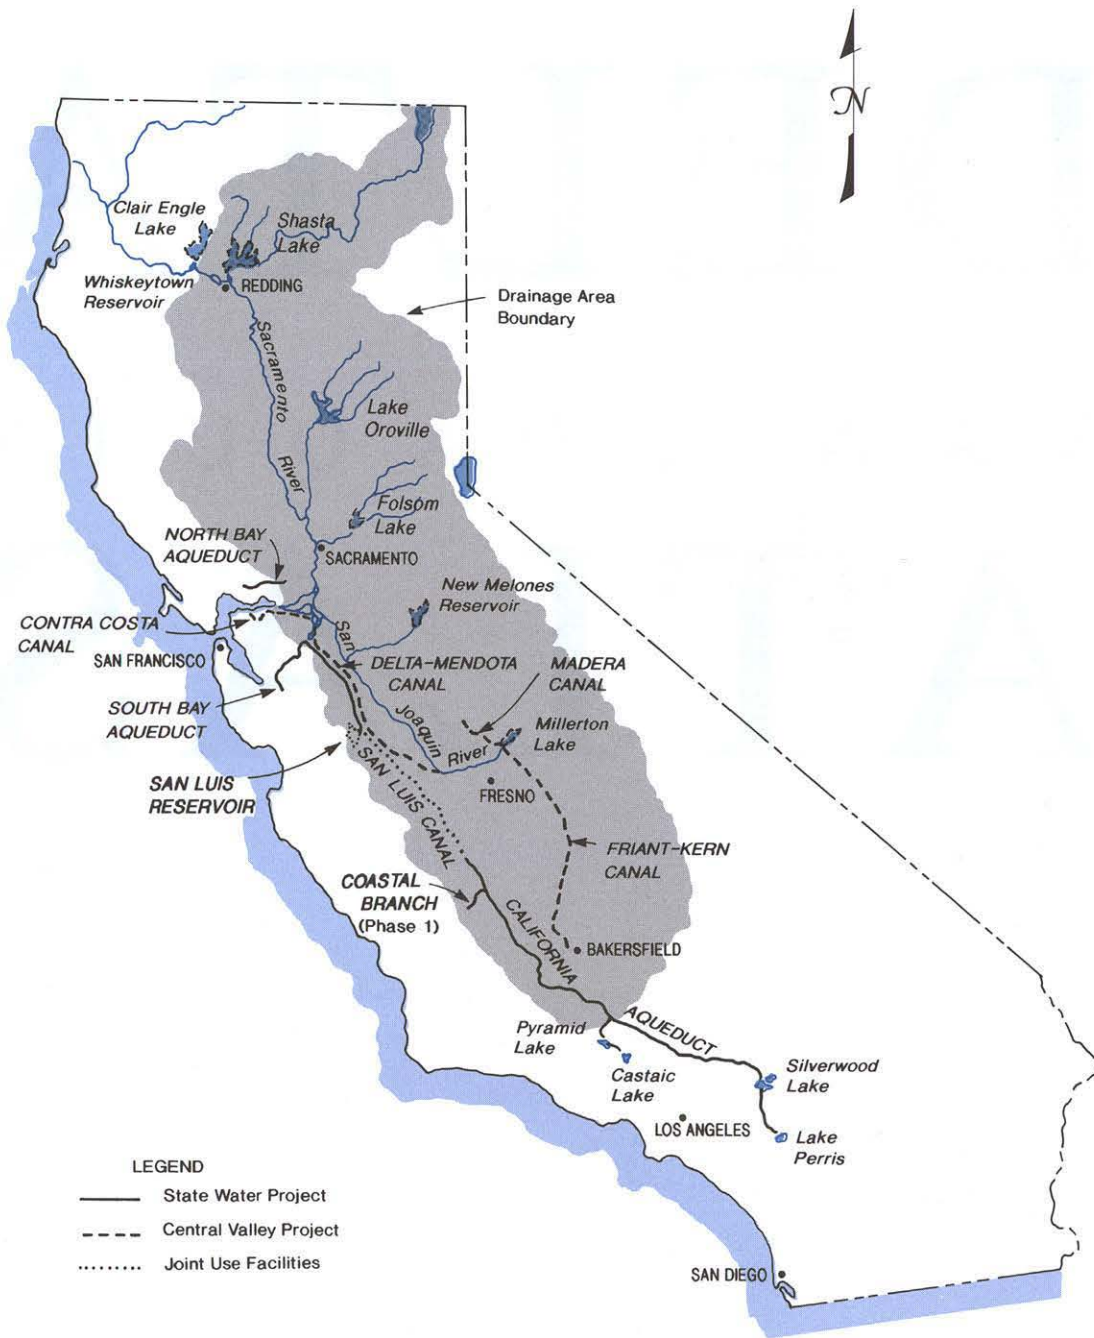 N
Clair Engle
Lake
Shasta
Lake
Whiskeytown
Reservoir
REDDING
Drainage Area
Boundary
Sacramento
River
Lake
Oroville
Folsom
Lake
NORTH BAY
AQUEDUCT
SACRAMENTO
New Melones
Reservoir
CONTRA COSTA
CANAL
SAN FRANCISCO
San
Joaquin
River
DELTA-MENDOTA
CANAL
MADERA
CANAL
SOUTH BAY
AQUEDUCT
Millerton
Lake
SAN LUIS
RESERVOIR
SAN LUIS CANAL
FRESNO
FRIANT-KERN
CANAL
COASTAL
BRANCH
(Phase 1)
CALIFORNIA
AQUEDUCT
BAKERSFIELD
Pyramid
Lake
Castaic
Lake
Silverwood
Lake
LOS ANGELES
Lake
Perris
LEGEND
State Water Project
Central Valley Project
Joint Use Facilities
SAN DIEGO